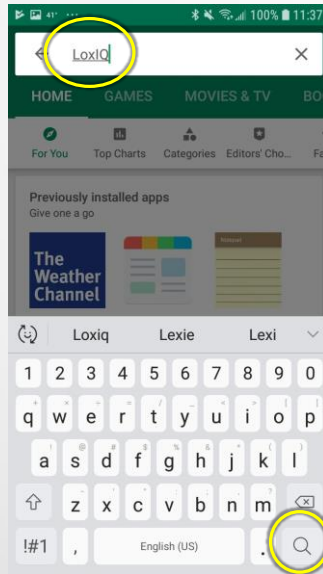 41° ... 100% 11:37
LoxIQ
HOME GAMES MOVIES & TV BO
For You Top Charts Categories Editors' Cho... Fa
Previously installed apps
Give one a go
The
Weather
Channel
Loxiq Lexie Lexi
1 2 3 4 5 6 7 8 9 0
q w e r t y u i o p
a s d f g h j k l
z x c v b n m
!#1 , English (US) .